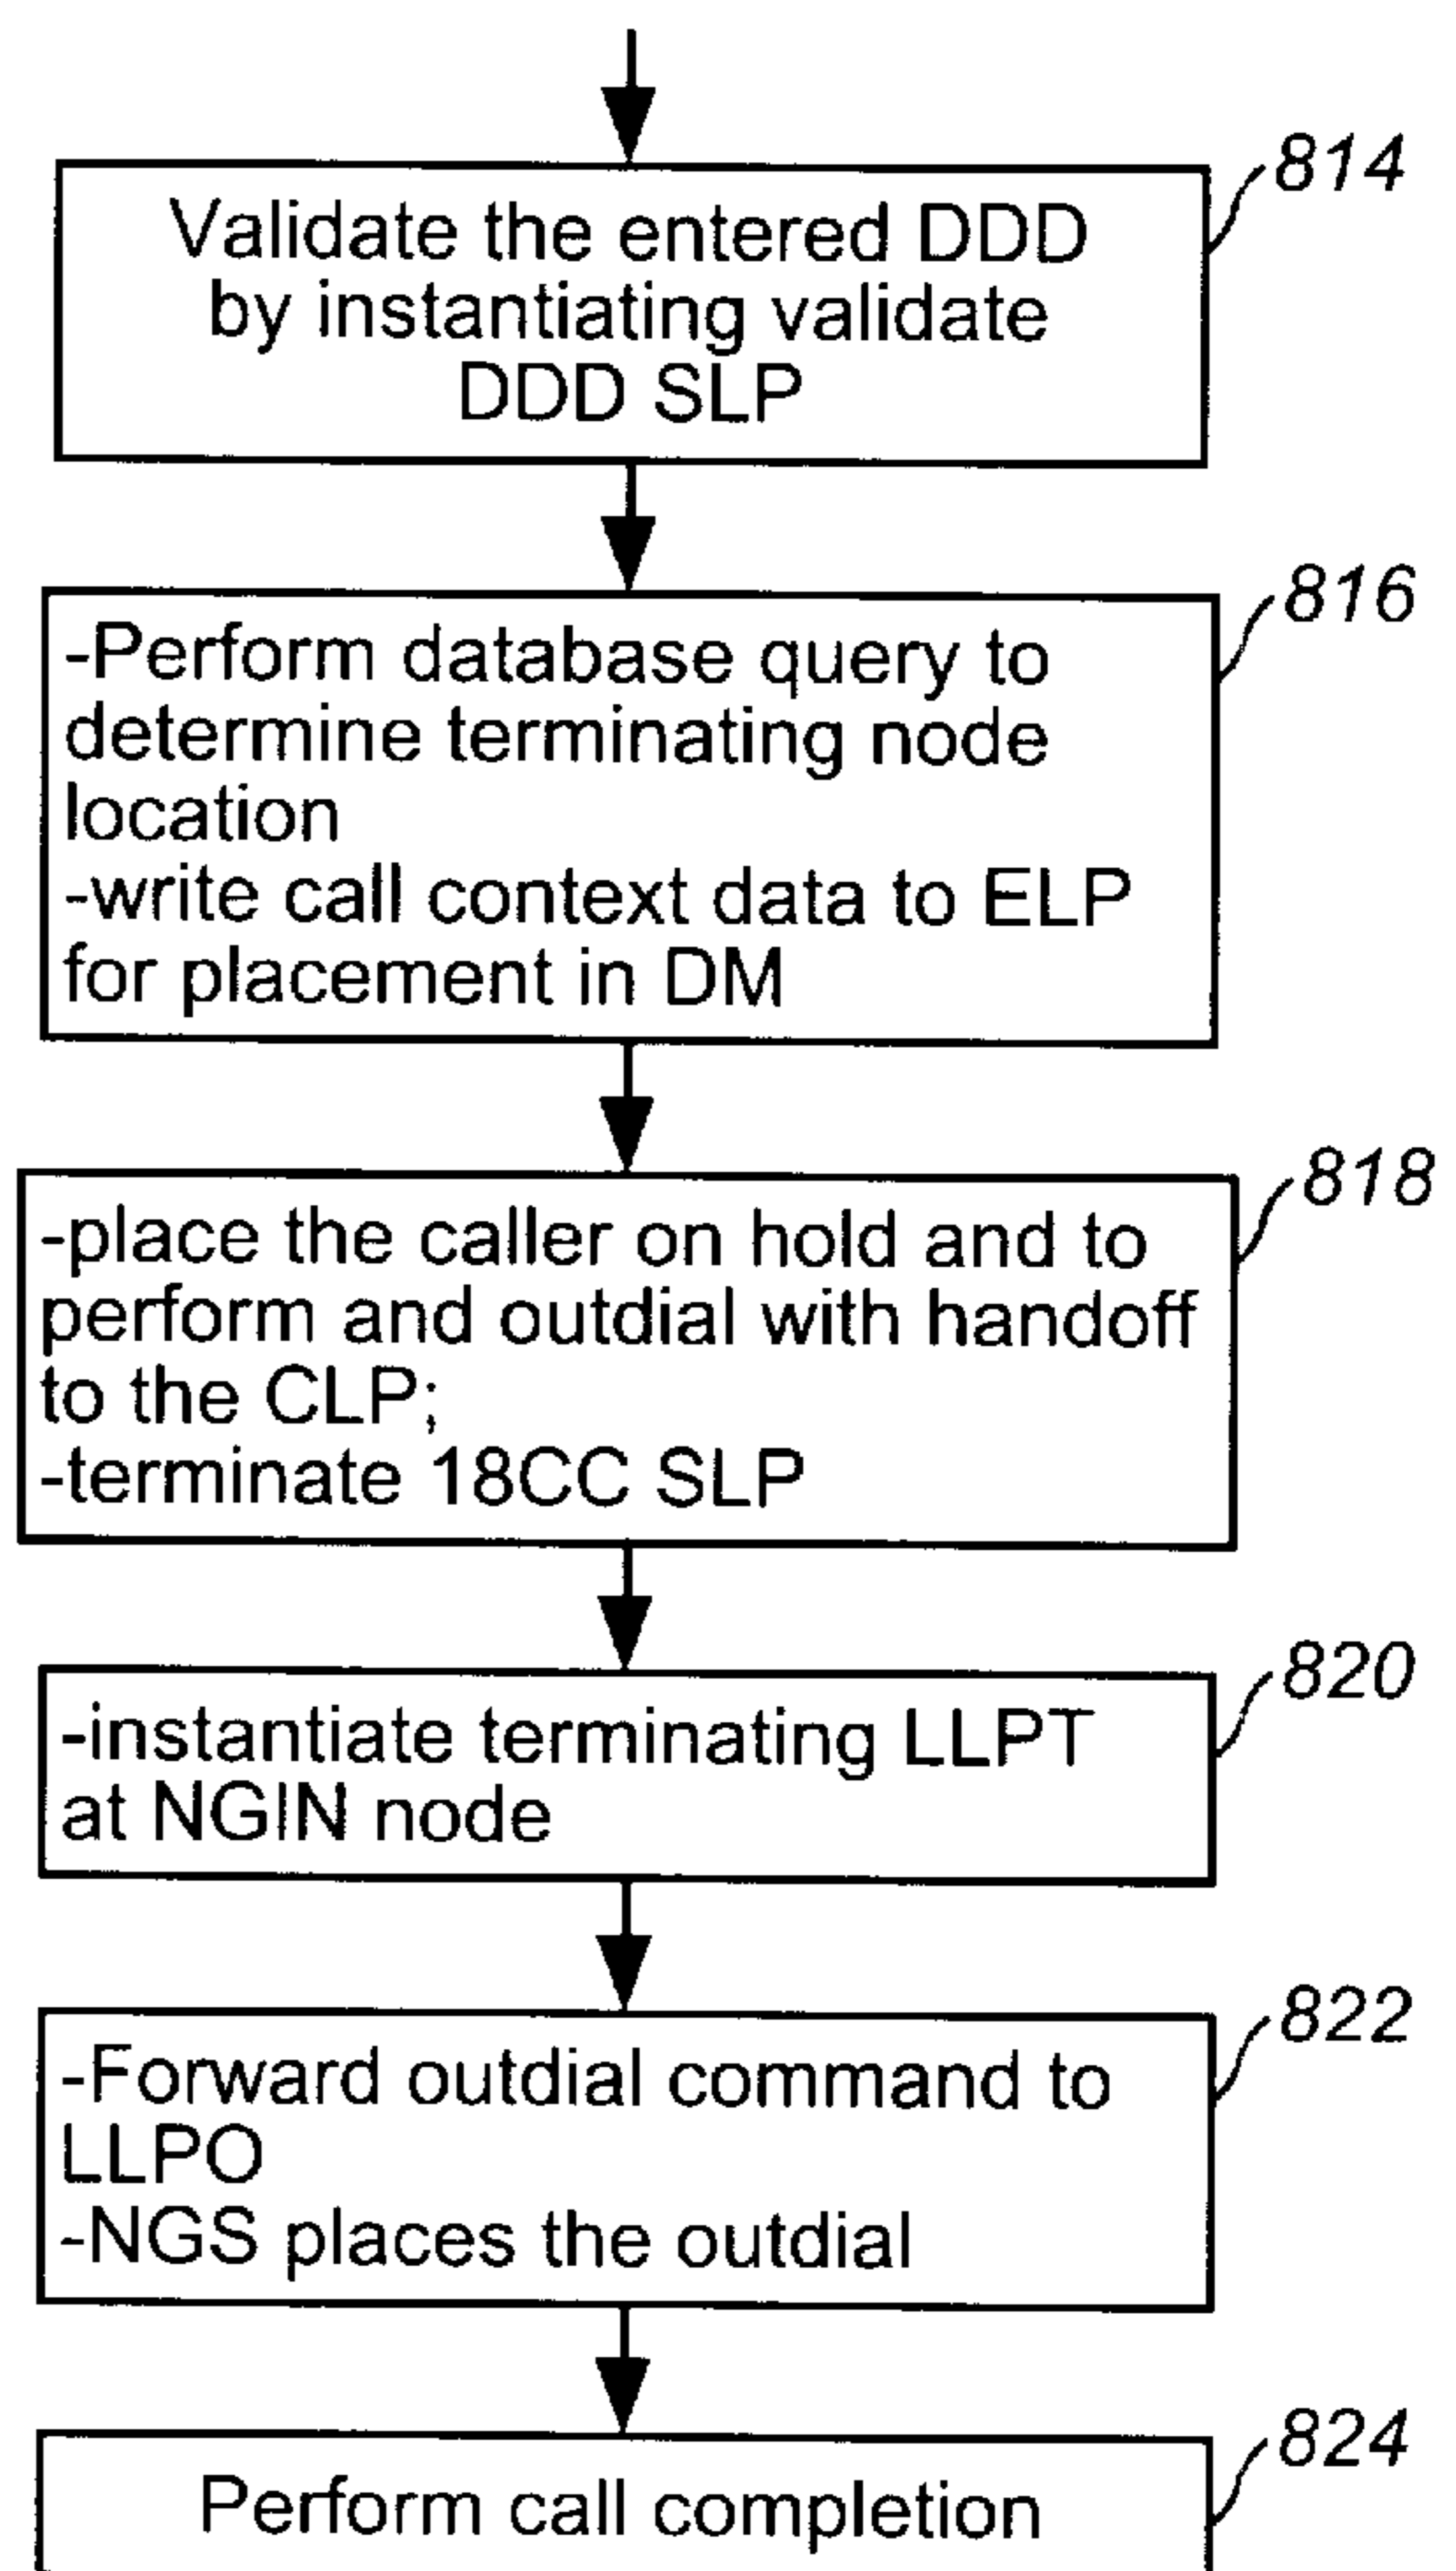 814
Validate the entered DDD
by instantiating validate
DDD SLP
816
-Perform database query to
determine terminating node
location
-write call context data to ELP
for placement in DM
818
-place the caller on hold and to
perform and outdial with handoff
to the CLP;
-terminate 18CC SLP
820
-instantiate terminating LLPT
at NGIN node
822
-Forward outdial command to
LLPO
-NGS places the outdial
824
Perform call completion